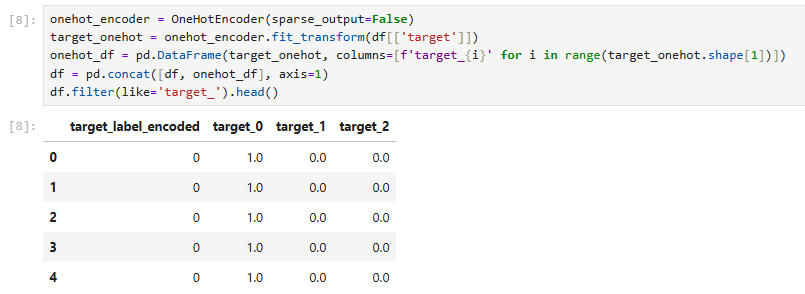 [8]: onehot_encoder = OneHotEncoder(sparse_output=False)
target_onehot = onehot_encoder.fit_transform(df[['target']])
onehot_df = pd.DataFrame(target_onehot, columns=[f'target_{i}' for i in range(target_onehot.shape[1])])
df = pd.concat([df, onehot_df], axis=1)
df.filter(like='target_').head()
[8]: target_label_encoded target_0 target_1 target_2
0 0 1.0 0.0 0.0
1 0 1.0 0.0 0.0
2 0 1.0 0.0 0.0
3 0 1.0 0.0 0.0
4 0 1.0 0.0 0.0